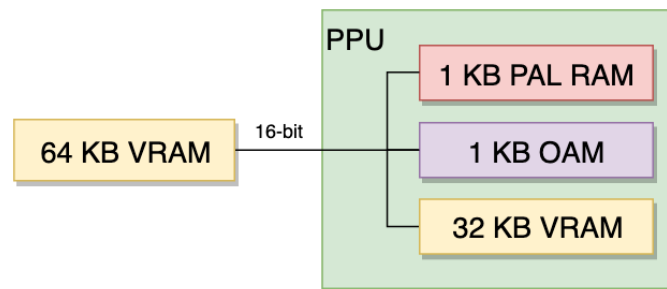 PPU
1 KB PAL RAM
16-bit
64 KB VRAM
1 KB OAM
32 KB VRAM